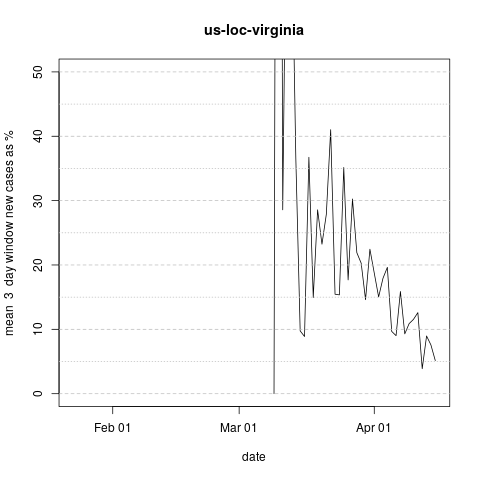 us-loc-virginia
mean 3 day window new cases as %
50
40
30
20
10
0
Feb 01
Mar 01
Apr 01
date